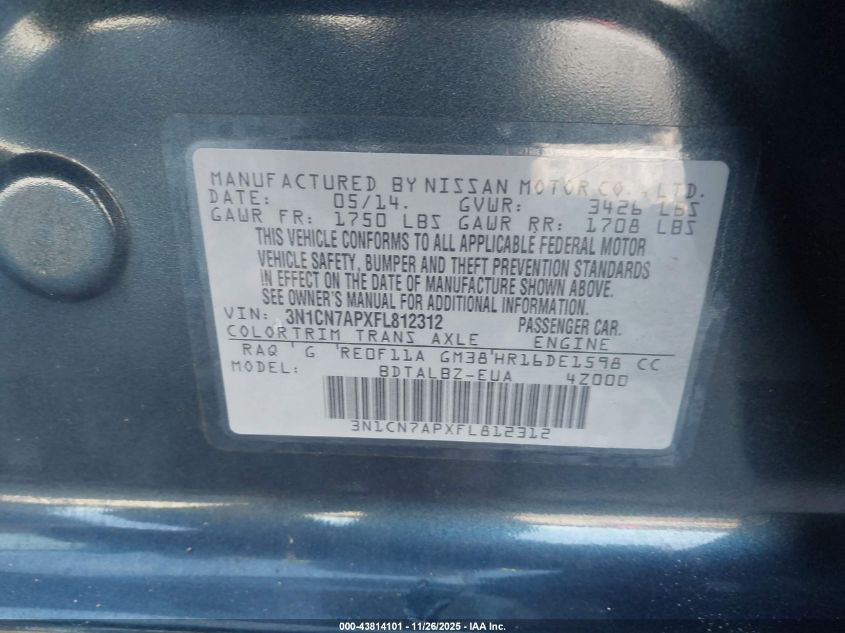 MANUFACTURED BY NISSAN MOTOR CO., LTD.
DATE: 05/14. GVWR: 3426 LBS
GAWR FR: 1750 LBS GAWR RR: 1708 LBS
THIS VEHICLE CONFORMS TO ALL APPLICABLE FEDERAL MOTOR
VEHICLE SAFETY, BUMPER AND THEFT PREVENTION STANDARDS
IN EFFECT ON THE DATE OF MANUFACTURE SHOWN ABOVE.
SEE OWNER'S MANUAL FOR ADDITIONAL INFORMATION.
VIN: 3N1CN7APXFL812312 PASSENGER CAR.
COLOR TRIM TRANS AXLE ENGINE
RAQ ' G 'RE0F11A GM38'HR16DE1598 CC
MODEL: BDTALBZ-EUA 4Z000
3N1CN7APXFL812312
000-43814101 - 11/26/2025 - IAA Inc.